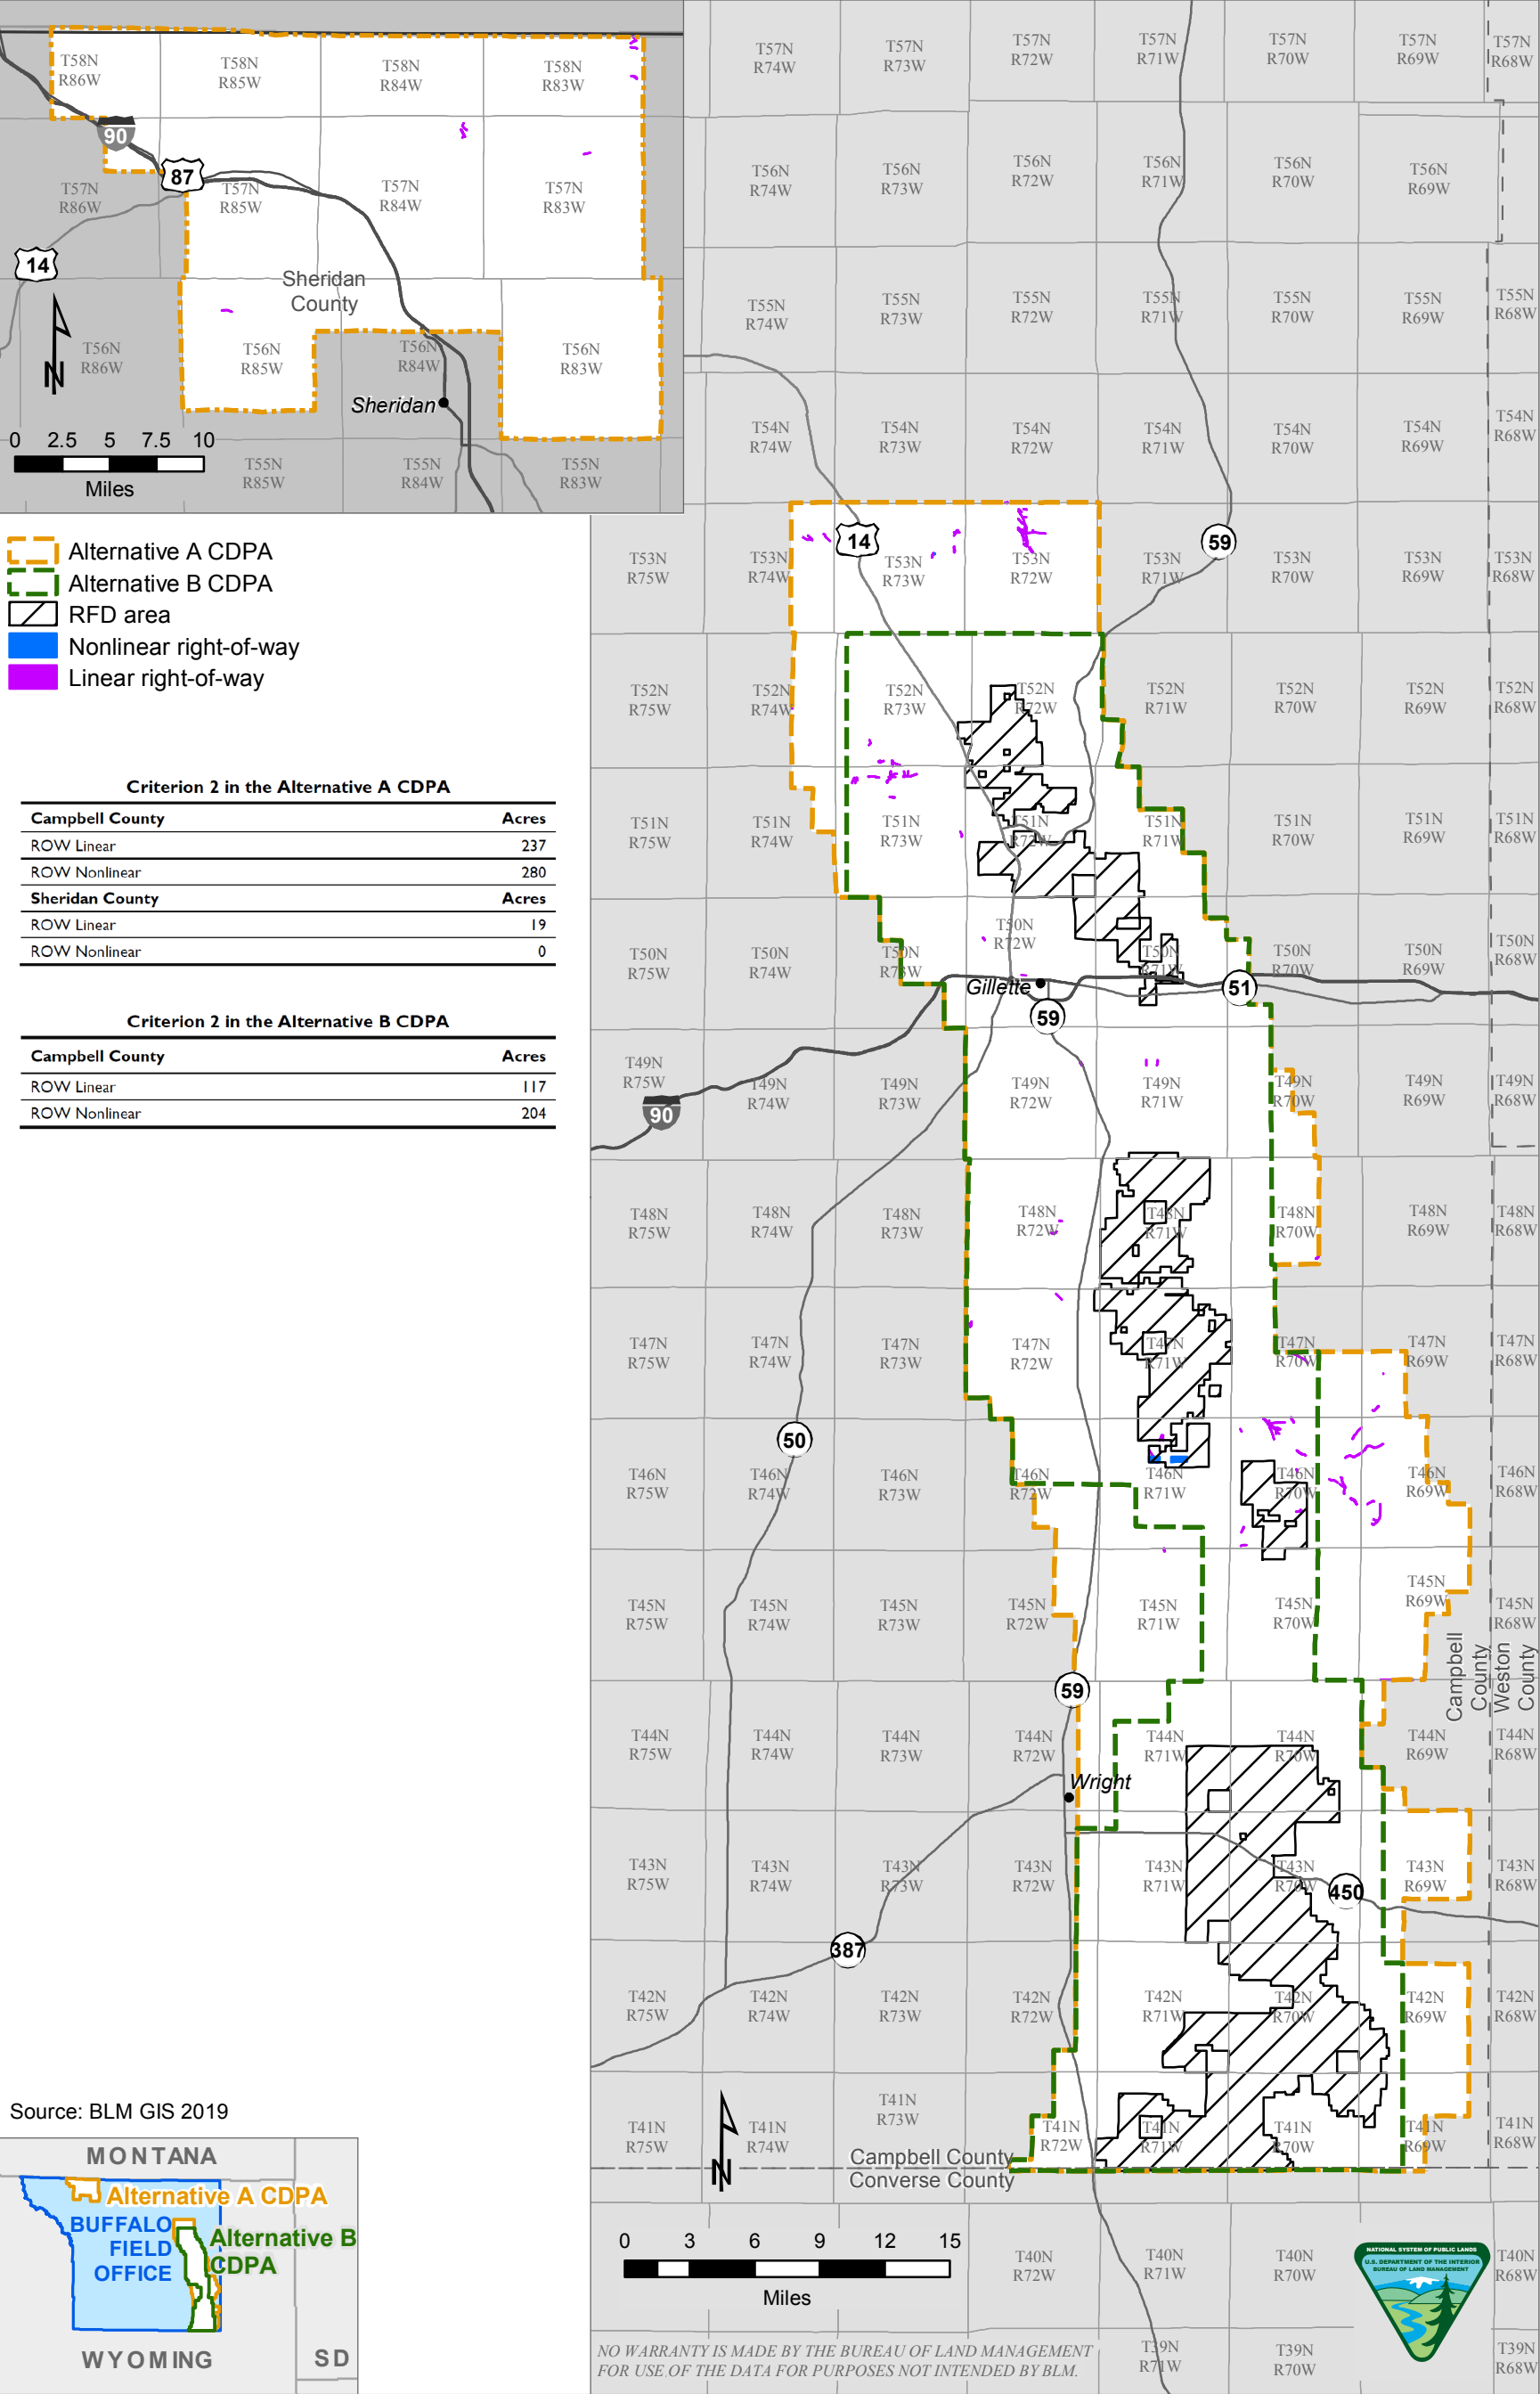 T58N
R86W
T58N
R85W
T58N
R84W
T58N
R83W
90
87
14
T57N
R86W
T57N
R85W
T57N
R84W
T57N
R83W
Sheridan
County
T56N
R86W
T56N
R85W
T56N
R84W
T56N
R83W
Sheridan
N
0 2.5 5 7.5 10
Miles
T55N
R85W
T55N
R84W
T55N
R83W
Alternative A CDPA
Alternative B CDPA
RFD area
Nonlinear right-of-way
Linear right-of-way
Criterion 2 in the Alternative A CDPA
Campbell County Acres
ROW Linear 237
ROW Nonlinear 280
Sheridan County Acres
ROW Linear 19
ROW Nonlinear 0
Criterion 2 in the Alternative B CDPA
Campbell County Acres
ROW Linear 117
ROW Nonlinear 204
Source: BLM GIS 2019
MONTANA
Alternative A CDPA
BUFFALO
FIELD
OFFICE
Alternative B
CDPA
WYOMING
SD
T57N T57N T57N T57N T57N T57N T57N
R74W R73W R72W R71W R70W R69W R68W
T56N T56N T56N T56N T56N T56N
R74W R73W R72W R71W R70W R69W
T55N T55N T55N T55N T55N T55N T55N
R74W R73W R72W R71W R70W R69W R68W
T54N T54N T54N T54N T54N T54N T54N
R74W R73W R72W R71W R70W R69W R68W
14
59
T53N T53N T53N T53N T53N T53N T53N T53N
R75W R74W R73W R72W R71W R70W R69W R68W
T52N T52N T52N T52N T52N T52N T52N T52N
R75W R74W R73W R72W R71W R70W R69W R68W
T51N T51N T51N T51N T51N T51N T51N T51N
R75W R74W R73W R72W R71W R70W R69W R68W
T50N T50N T50N T50N T50N T50N T50N T50N
R75W R74W R73W R72W R71W R70W R69W R68W
Gillette
51
59
T49N T49N T49N T49N T49N T49N T49N T49N
R75W R74W R73W R72W R71W R70W R69W R68W
90
T48N T48N T48N T48N T48N T48N T48N T48N
R75W R74W R73W R72W R71W R70W R69W R68W
T47N T47N T47N T47N T47N T47N T47N T47N
R75W R74W R73W R72W R71W R70W R69W R68W
50
T46N T46N T46N T46N T46N T46N T46N T46N
R75W R74W R73W R72W R71W R70W R69W R68W
T45N T45N T45N T45N T45N T45N T45N T45N
R75W R74W R73W R72W R71W R70W R69W R68W
Campbell
County
Weston
County
59
T44N T44N T44N T44N T44N T44N T44N T44N
R75W R74W R73W R72W R71W R70W R69W R68W
Wright
T43N T43N T43N T43N T43N T43N T43N T43N
R75W R74W R73W R72W R71W R70W R69W R68W
450
387
T42N T42N T42N T42N T42N T42N T42N T42N
R75W R74W R73W R72W R71W R70W R69W R68W
T41N T41N T41N T41N T41N T41N T41N T41N
R75W R74W R73W R72W R71W R70W R69W R68W
N
Campbell County
Converse County
0 3 6 9 12 15
Miles
T40N T40N T40N T40N
R72W R71W R70W R68W
NATIONAL SYSTEM OF PUBLIC LANDS
U.S. DEPARTMENT OF THE INTERIOR
BUREAU OF LAND MANAGEMENT
T39N T39N T39N
R71W R70W R68W
NO WARRANTY IS MADE BY THE BUREAU OF LAND MANAGEMENT
FOR USE OF THE DATA FOR PURPOSES NOT INTENDED BY BLM.